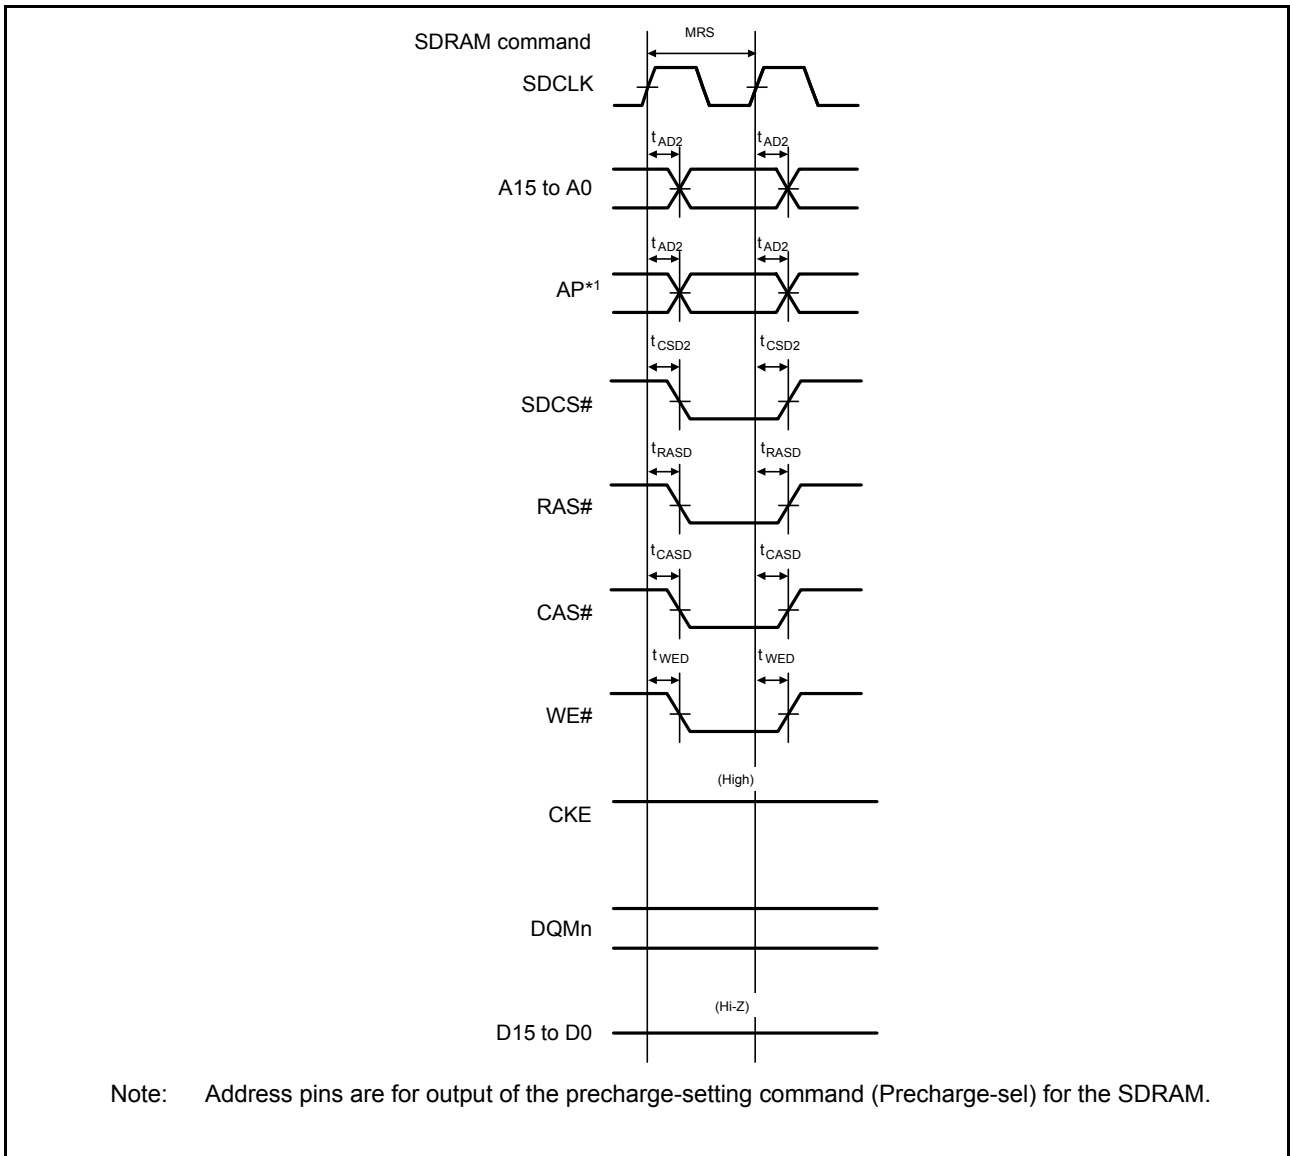 MRS
SDRAM command
SDCLK
tAD2 tAD2
A15 to A0
tAD2 tAD2
AP*1
tCSD2 tCSD2
SDCS#
tRASD tRASD
RAS#
tCASD tCASD
CAS#
tWED tWED
WE#
(High)
CKE
DQMn
(Hi-Z)
D15 to D0
Note: Address pins are for output of the precharge-setting command (Precharge-sel) for the SDRAM.